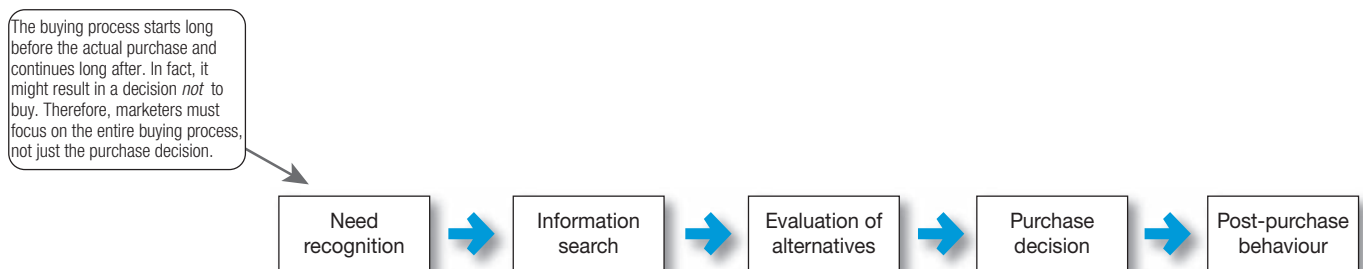 The buying process starts long
before the actual purchase and
continues long after. In fact, it
might result in a decision not to
buy. Therefore, marketers must
focus on the entire buying process,
not just the purchase decision.
Need
recognition
Information
search
Evaluation of
alternatives
Purchase
decision
Post-purchase
behaviour